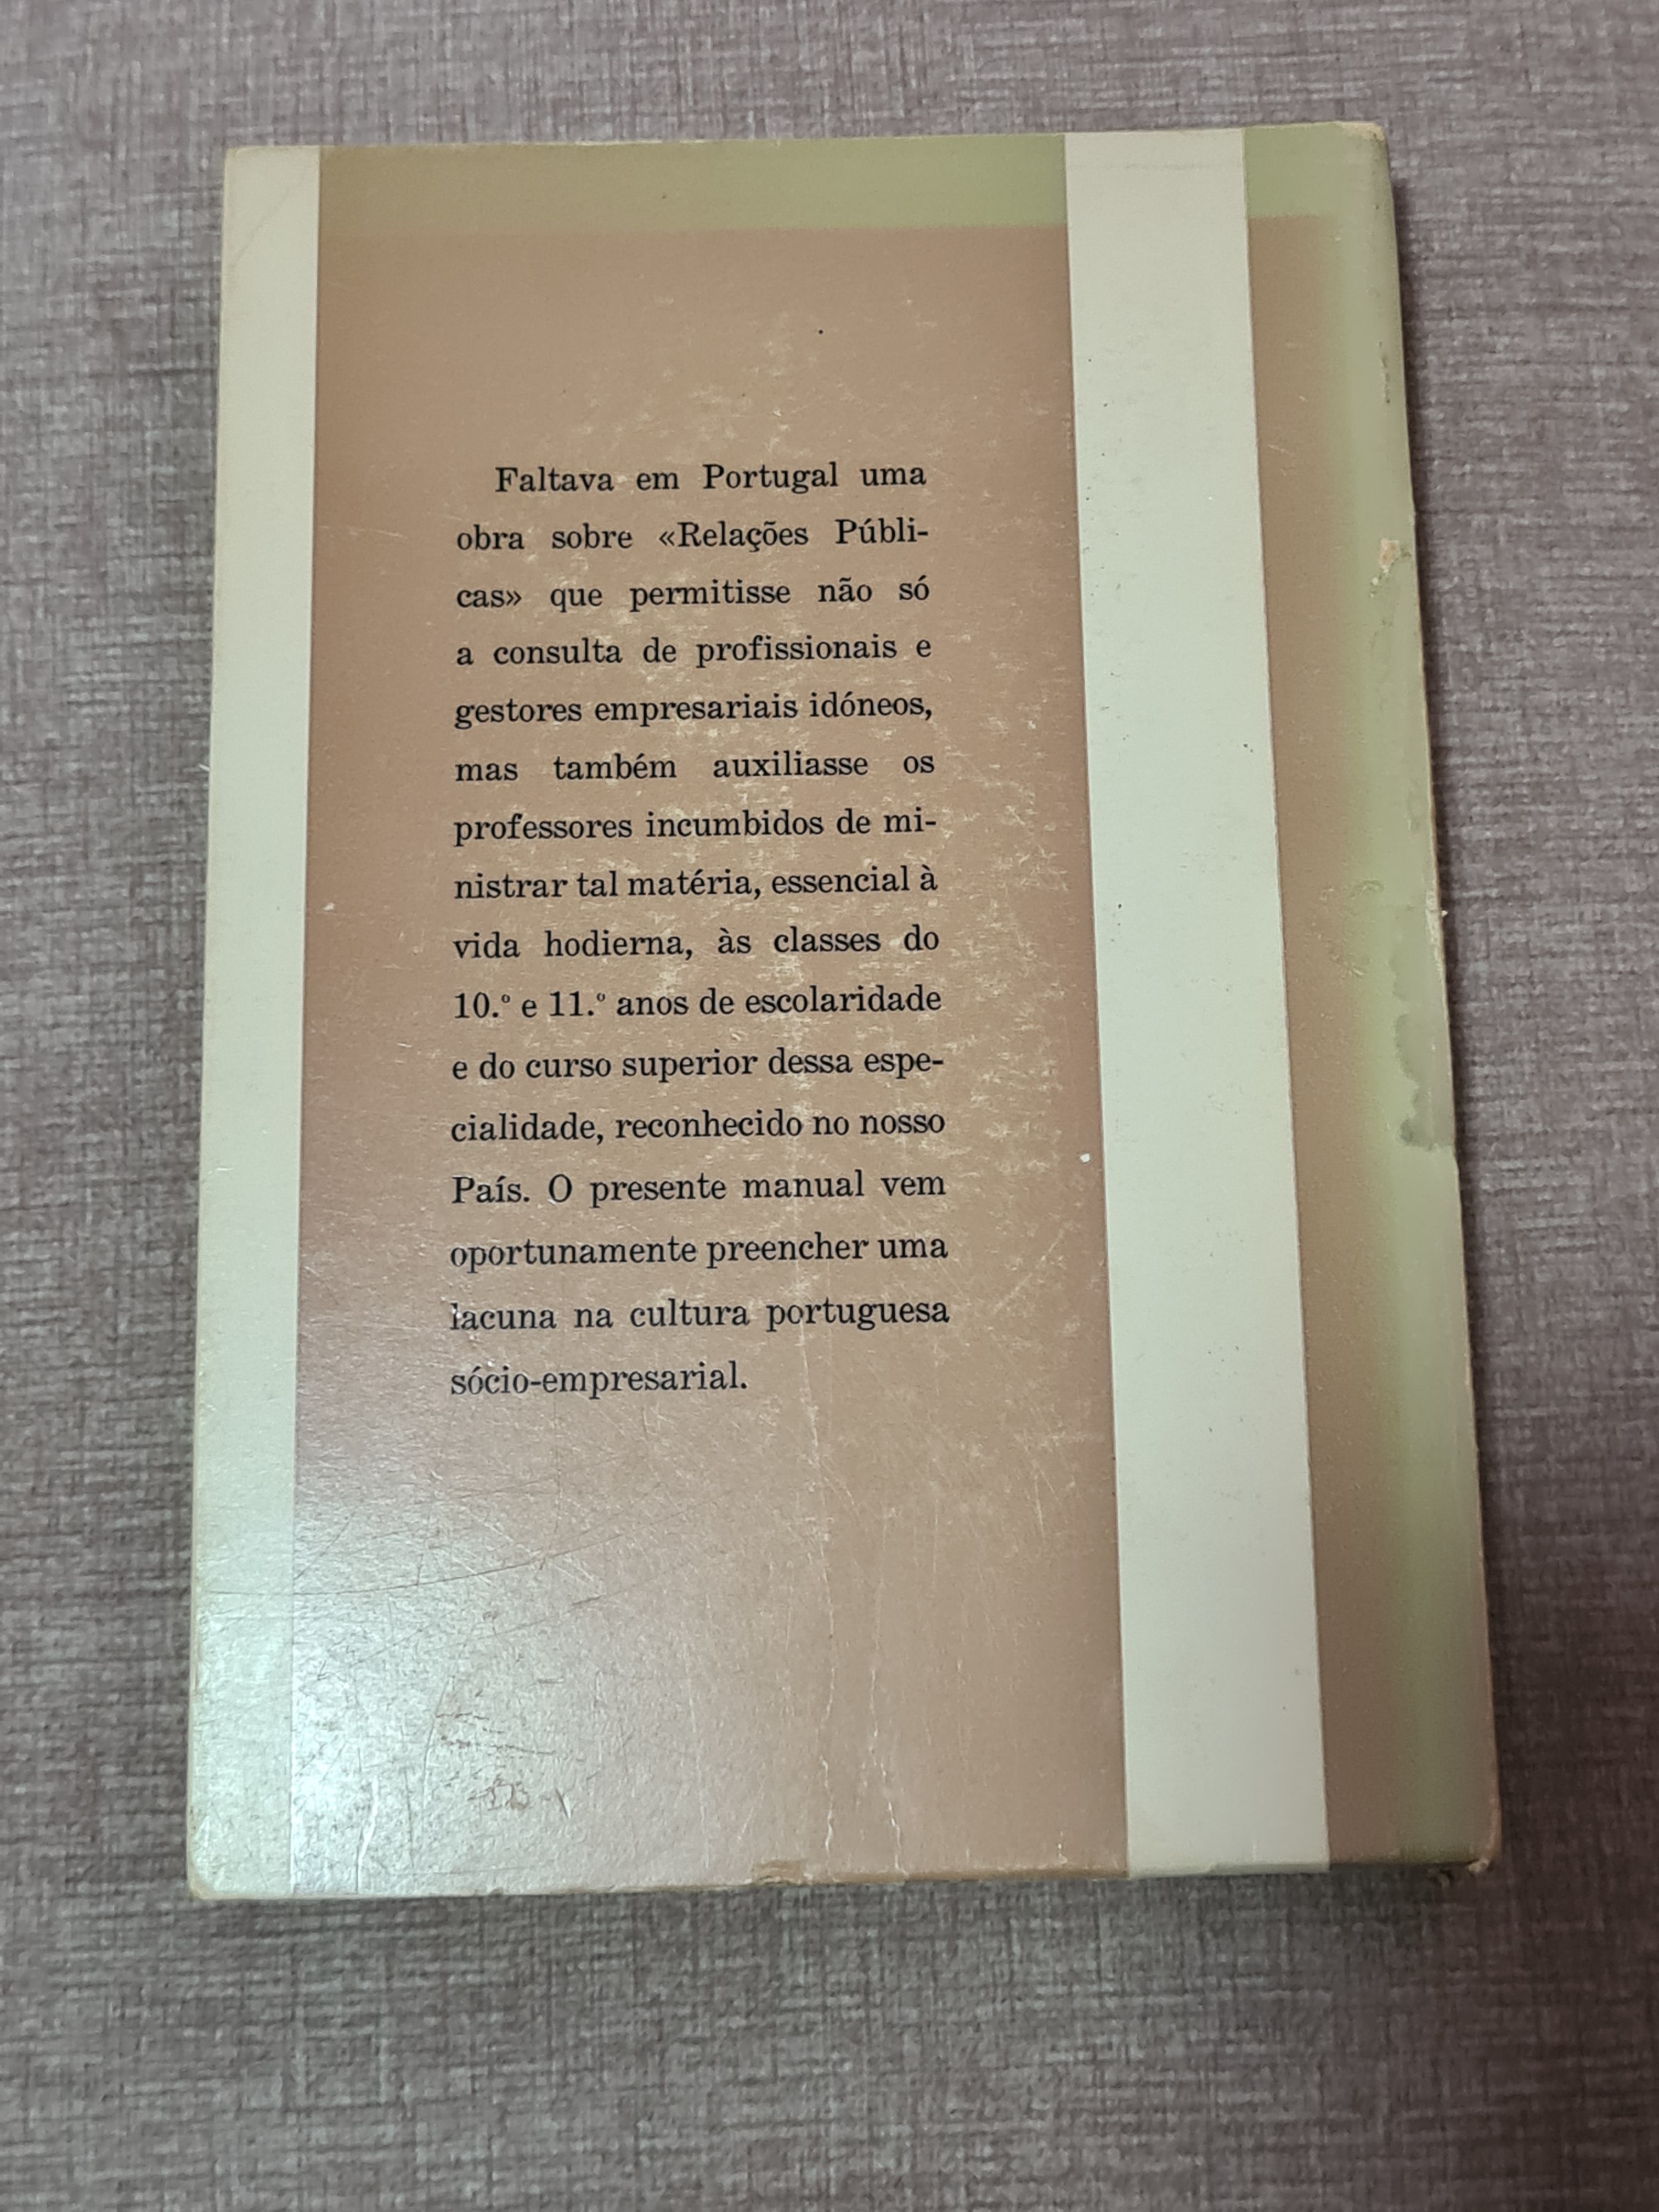 Faltava em Portugal uma
obra sobre «Relações Públi-
cas» que permitisse não só
a consulta de profissionais e
gestores empresariais idóneos,
mas também auxiliasse os
professores incumbidos de mi-
nistrar tal matéria, essencial à
vida hodierna, às classes do
10.º e 11.º anos de escolaridade
e do curso superior dessa espe-
cialidade, reconhecido no nosso
País. O presente manual vem
oportunamente preencher uma
lacuna na cultura portuguesa
sócio-empresarial.